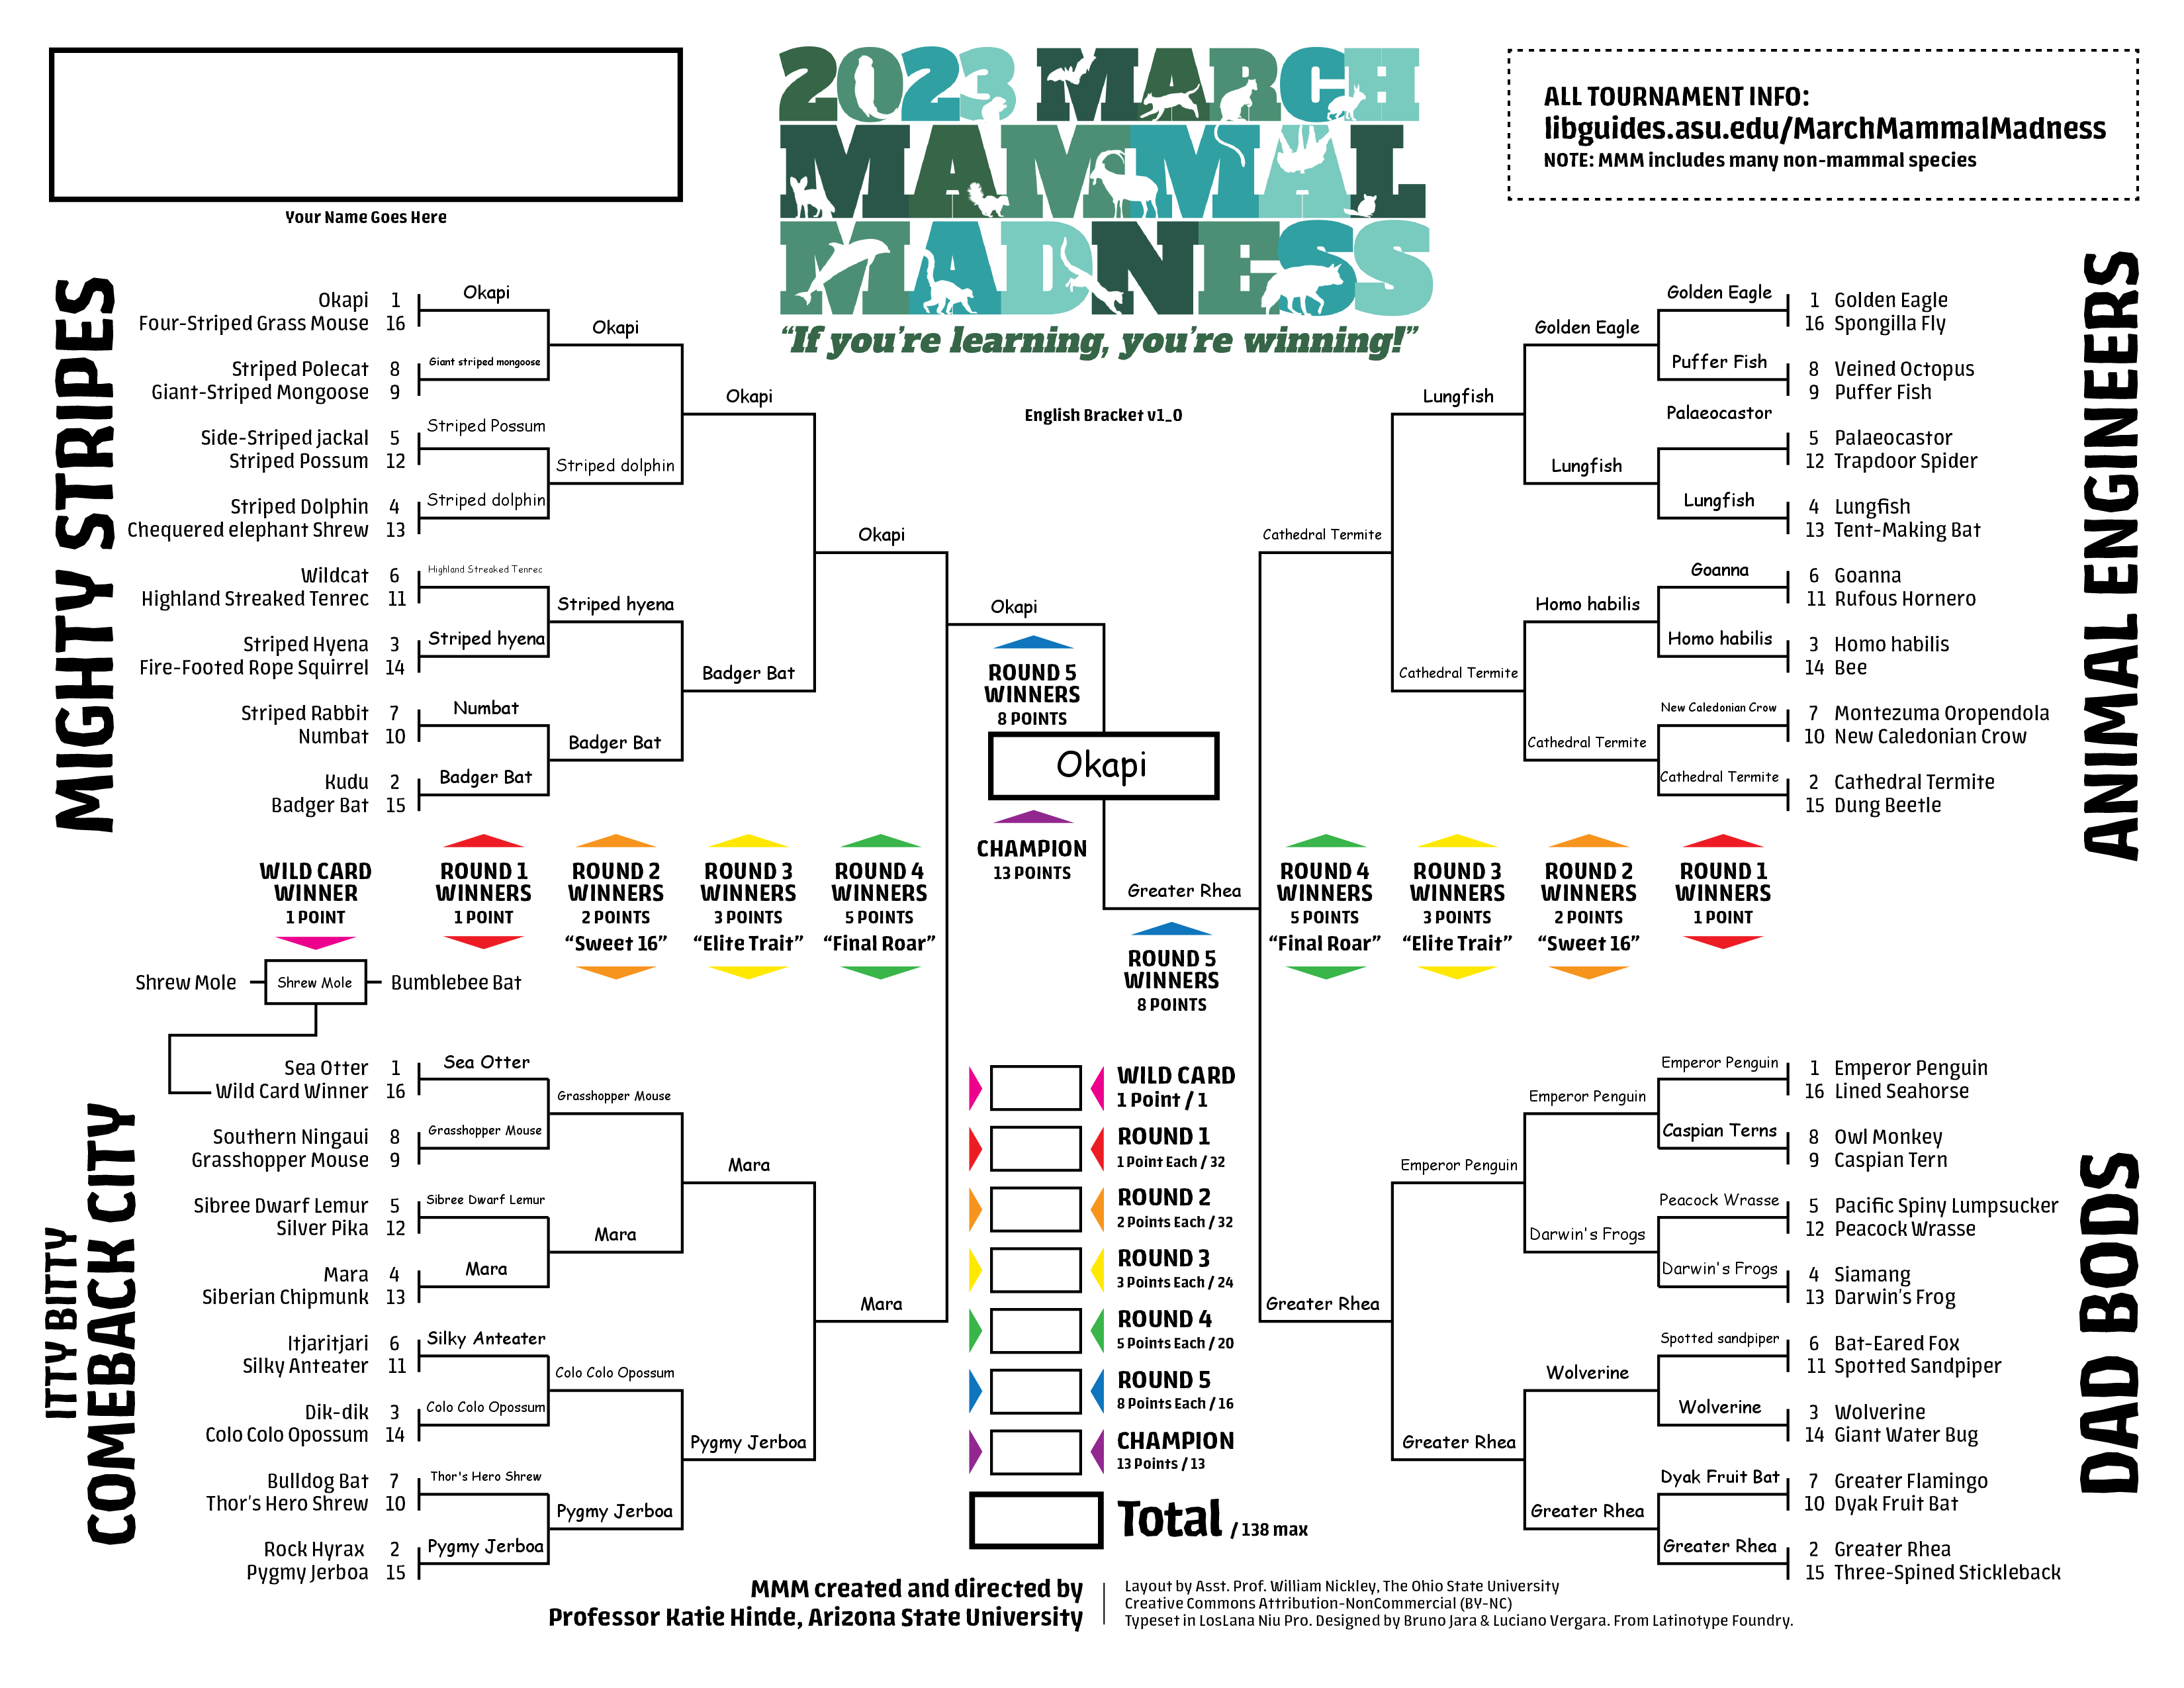 2023 MARCH
MAMMAL
MADNESS
“If you’re learning, you’re winning!”
English Bracket v1_0
Your Name Goes Here
ALL TOURNAMENT INFO:
libguides.asu.edu/MarchMammalMadness
NOTE: MMM includes many non-mammal species
MIGHTY STRIPES
Okapi 1
Four-Striped Grass Mouse 16
Striped Polecat 8
Giant-Striped Mongoose 9
Side-Striped jackal 5
Striped Possum 12
Striped Dolphin 4
Chequered elephant Shrew 13
Wildcat 6
Highland Streaked Tenrec 11
Striped Hyena 3
Fire-Footed Rope Squirrel 14
Striped Rabbit 7
Numbat 10
Kudu 2
Badger Bat 15
Okapi
Giant striped mongoose
Striped Possum
Striped dolphin
Highland Streaked Tenrec
Striped hyena
Numbat
Badger Bat
Okapi
Striped dolphin
Striped hyena
Badger Bat
Okapi
Badger Bat
Okapi
Okapi
ROUND 5
WINNERS
8 POINTS
Okapi
CHAMPION
13 POINTS
Greater Rhea
ROUND 5
WINNERS
8 POINTS
ANIMAL ENGINEERS
1 Golden Eagle
16 Spongilla Fly
8 Veined Octopus
9 Puffer Fish
5 Palaeocastor
12 Trapdoor Spider
4 Lungfish
13 Tent-Making Bat
6 Goanna
11 Rufous Hornero
3 Homo habilis
14 Bee
7 Montezuma Oropendola
10 New Caledonian Crow
2 Cathedral Termite
15 Dung Beetle
Golden Eagle
Puffer Fish
Palaeocastor
Lungfish
Goanna
Homo habilis
New Caledonian Crow
Cathedral Termite
Golden Eagle
Lungfish
Homo habilis
Cathedral Termite
Lungfish
Cathedral Termite
Cathedral Termite
WILD CARD
WINNER
1 POINT
ROUND 1
WINNERS
1 POINT
ROUND 2
WINNERS
2 POINTS
“Sweet 16”
ROUND 3
WINNERS
3 POINTS
“Elite Trait”
ROUND 4
WINNERS
5 POINTS
“Final Roar”
ROUND 4
WINNERS
5 POINTS
“Final Roar”
ROUND 3
WINNERS
3 POINTS
“Elite Trait”
ROUND 2
WINNERS
2 POINTS
“Sweet 16”
ROUND 1
WINNERS
1 POINT
Shrew Mole
Shrew Mole
Bumblebee Bat
ITTY BITTY
COMEBACK CITY
Sea Otter 1
Wild Card Winner 16
Southern Ningaui 8
Grasshopper Mouse 9
Sibree Dwarf Lemur 5
Silver Pika 12
Mara 4
Siberian Chipmunk 13
Itjaritjari 6
Silky Anteater 11
Dik-dik 3
Colo Colo Opossum 14
Bulldog Bat 7
Thor’s Hero Shrew 10
Rock Hyrax 2
Pygmy Jerboa 15
Sea Otter
Grasshopper Mouse
Sibree Dwarf Lemur
Mara
Silky Anteater
Colo Colo Opossum
Thor's Hero Shrew
Pygmy Jerboa
Grasshopper Mouse
Mara
Colo Colo Opossum
Pygmy Jerboa
Mara
Pygmy Jerboa
Mara
WILD CARD
1 Point / 1
ROUND 1
1 Point Each / 32
ROUND 2
2 Points Each / 32
ROUND 3
3 Points Each / 24
ROUND 4
5 Points Each / 20
ROUND 5
8 Points Each / 16
CHAMPION
13 Points / 13
Total / 138 max
DAD BODS
1 Emperor Penguin
16 Lined Seahorse
8 Owl Monkey
9 Caspian Tern
5 Pacific Spiny Lumpsucker
12 Peacock Wrasse
4 Siamang
13 Darwin’s Frog
6 Bat-Eared Fox
11 Spotted Sandpiper
3 Wolverine
14 Giant Water Bug
7 Greater Flamingo
10 Dyak Fruit Bat
2 Greater Rhea
15 Three-Spined Stickleback
Emperor Penguin
Caspian Terns
Peacock Wrasse
Darwin's Frogs
Spotted sandpiper
Wolverine
Dyak Fruit Bat
Greater Rhea
Emperor Penguin
Darwin's Frogs
Wolverine
Greater Rhea
Emperor Penguin
Greater Rhea
Greater Rhea
MMM created and directed by
Professor Katie Hinde, Arizona State University
Layout by Asst. Prof. William Nickley, The Ohio State University
Creative Commons Attribution-NonCommercial (BY-NC)
Typeset in LosLana Niu Pro. Designed by Bruno Jara & Luciano Vergara. From Latinotype Foundry.